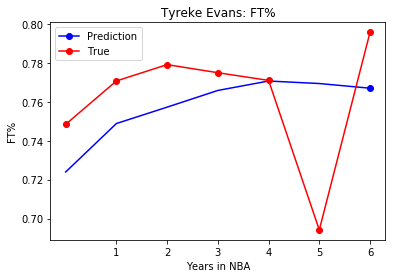 Tyreke Evans: FT%
Prediction
True
0.80
0.78
0.76
0.74
0.72
0.70
FT%
1 2 3 4 5 6
Years in NBA